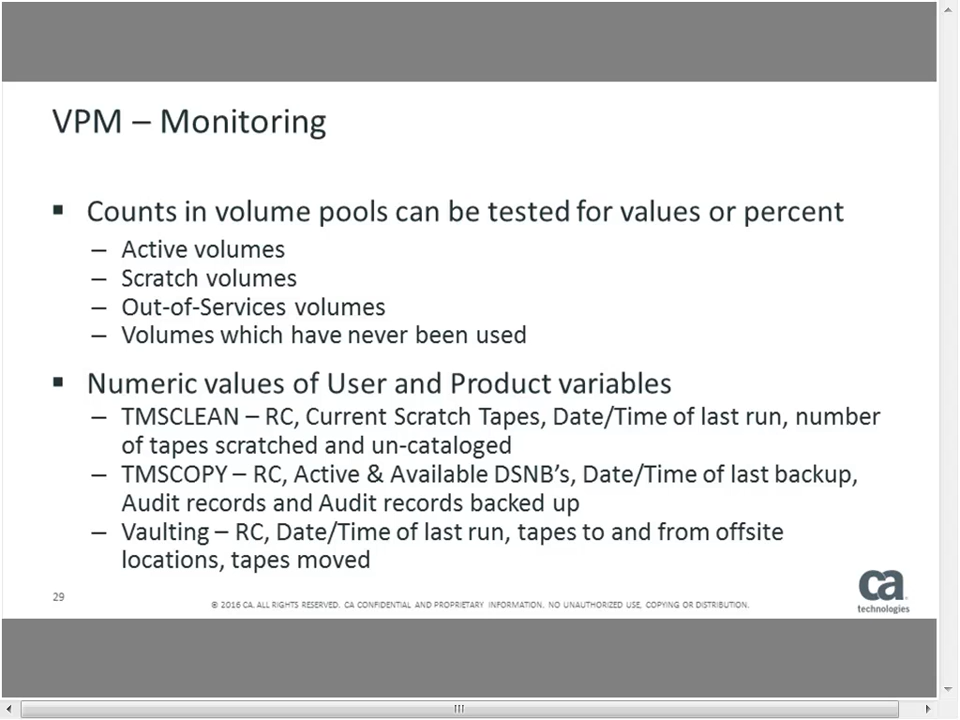 VPM – Monitoring
▪ Counts in volume pools can be tested for values or percent
– Active volumes
– Scratch volumes
– Out-of-Services volumes
– Volumes which have never been used
▪ Numeric values of User and Product variables
– TMSCLEAN – RC, Current Scratch Tapes, Date/Time of last run, number
of tapes scratched and un-cataloged
– TMSCOPY – RC, Active & Available DSNB’s, Date/Time of last backup,
Audit records and Audit records backed up
– Vaulting – RC, Date/Time of last run, tapes to and from offsite
locations, tapes moved
29
© 2016 CA. ALL RIGHTS RESERVED. CA CONFIDENTIAL AND PROPRIETARY INFORMATION. NO UNAUTHORIZED USE, COPYING OR DISTRIBUTION.
ca
technologies